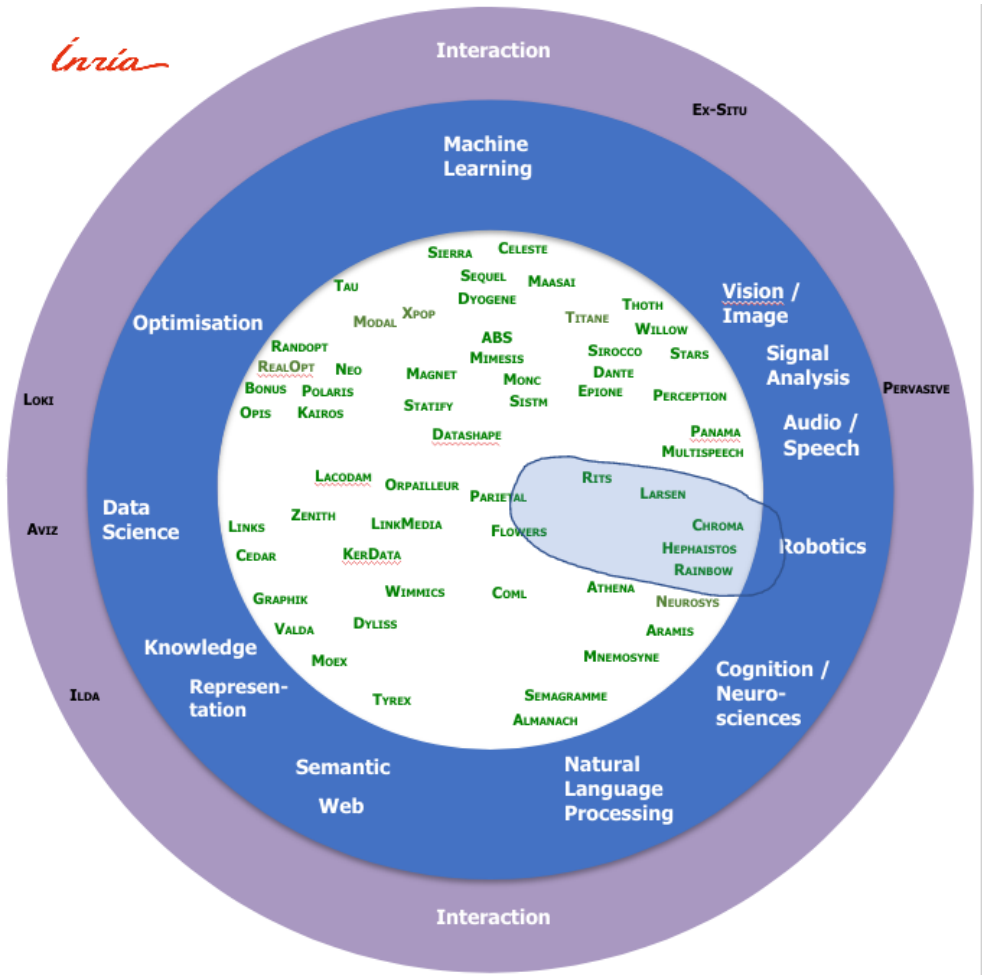 Inria
Interaction
Ex-Situ
Machine
Learning
Sierra
Celeste
Sequel
Maasai
Tau
Dyogene
Vision /
Image
Thoth
Xpop
Modal
Titane
Optimisation
Willow
ABS
Randopt
Sirocco
Stars
Mimesis
Signal
Analysis
RealOpt
Neo
Magnet
Monc
Dante
Bonus
Polaris
Epione
Perception
Pervasive
Loki
Statify
Sistm
Opis
Kairos
Audio /
Speech
Datashape
Panama
Multispeech
Lacodam
Orpailleur
Parietal
Rits
Larsen
Data
Science
Zenith
Links
LinkMedia
Flowers
Chroma
Aviz
Cedar
KerData
Hephaistos
Robotics
Rainbow
Graphik
Wimmics
Coml
Athena
Neurosys
Valda
Dyliss
Aramis
Knowledge
Moex
Mnemosyne
Represen-
tation
Ilda
Tyrex
Semagramme
Almanach
Cognition /
Neuro-
sciences
Semantic
Web
Natural
Language
Processing
Interaction